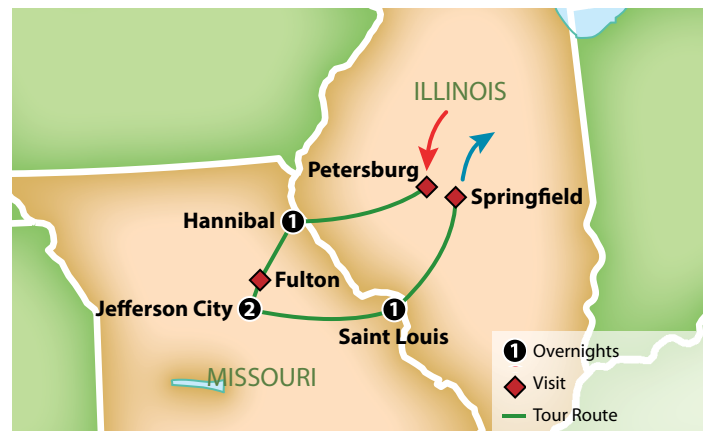 ILLINOIS
Petersburg
Springfield
Hannibal 1
Fulton
Jefferson City 2
1
Saint Louis
MISSOURI
1 Overnights
Visit
Tour Route